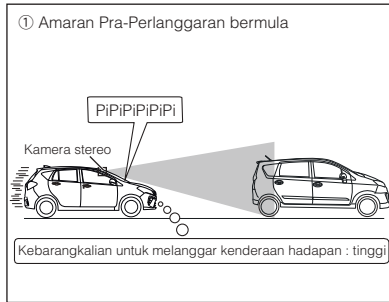 ① Amaran Pra-Perlanggaran bermula
PiPiPiPiPiPi
Kamera stereo
Kebarangkalian untuk melanggar kenderaan hadapan : tinggi